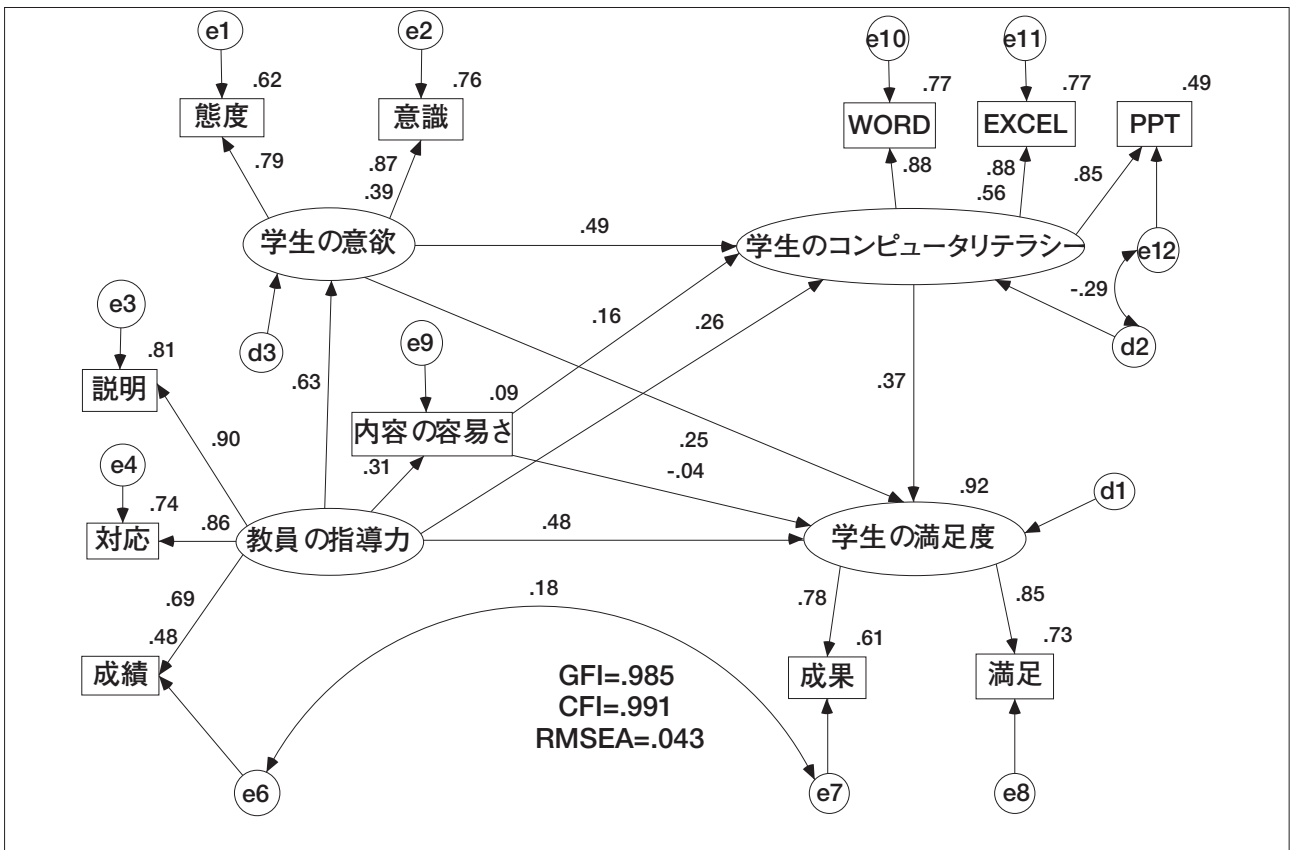 e1
e2
e10
e11
.62
.76
.77
.77
.49
態度
意識
WORD
EXCEL
PPT
.79
.87
.39
.88
.88
.56
.85
学生の意欲
.49
学生のコンピュータリテラシー
e12
-.29
d2
e3
d3
.81
説明
.63
e9
.09
.16
.26
.37
内容の容易さ
.90
.31
.25
-.04
e4
.74
対応
.86
教員の指導力
.48
.92
d1
学生の満足度
.69
.48
成績
.18
.78
.85
.61
.73
成果
満足
GFI=.985
CFI=.991
RMSEA=.043
e6
e7
e8